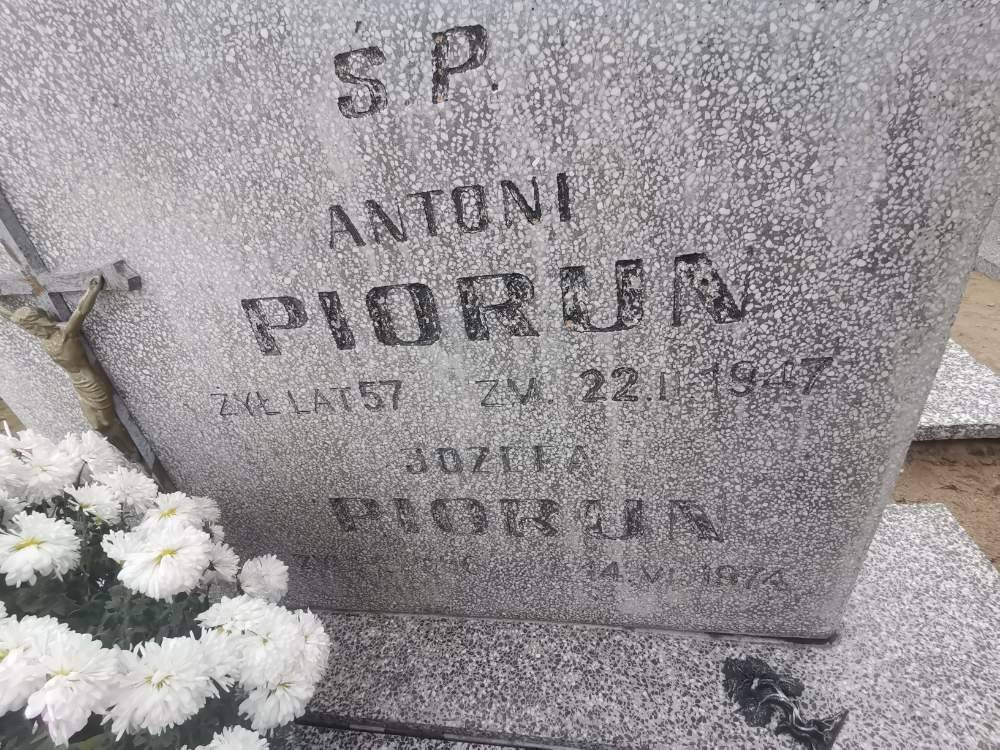 Ś.P.
ANTONI
PIORUN
ŻYŁ LAT 57 ZM. 22.II 1947
JÓZEFA
PIORUN
14 VI 1974